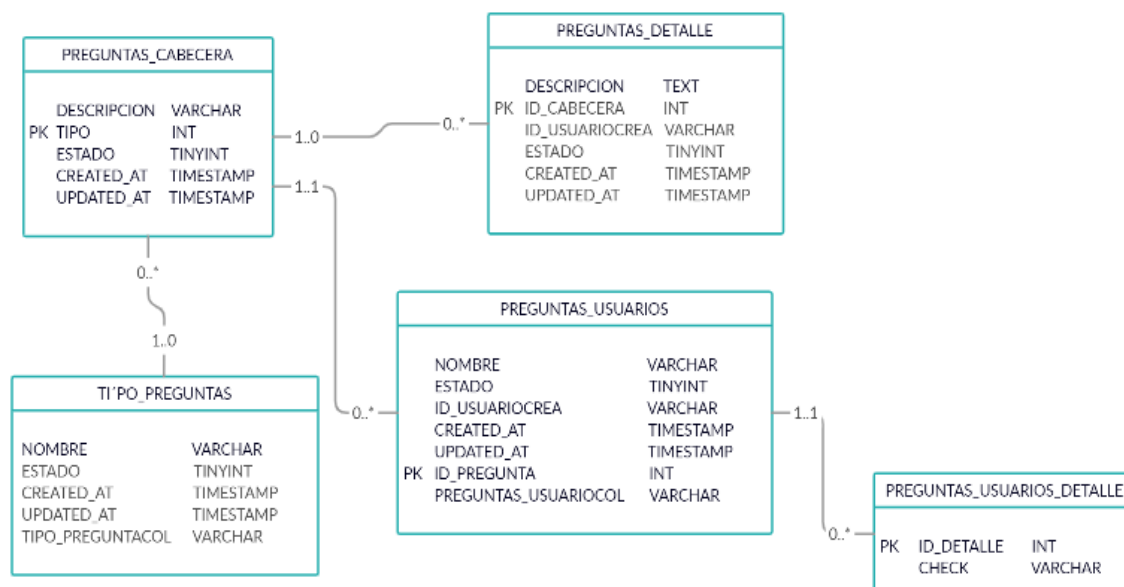 PREGUNTAS_CABECERA
DESCRIPCION VARCHAR
PK TIPO INT
ESTADO TINYINT
CREATED_AT TIMESTAMP
UPDATED_AT TIMESTAMP
PREGUNTAS_DETALLE
DESCRIPCION TEXT
PK ID_CABECERA INT
ID_USUARIOCREA VARCHAR
ESTADO TINYINT
CREATED_AT TIMESTAMP
UPDATED_AT TIMESTAMP
1..0
0..*
1..1
0..*
1..0
TI´PO_PREGUNTAS
NOMBRE VARCHAR
ESTADO TINYINT
CREATED_AT TIMESTAMP
UPDATED_AT TIMESTAMP
TIPO_PREGUNTACOL VARCHAR
0..*
PREGUNTAS_USUARIOS
NOMBRE VARCHAR
ESTADO TINYINT
ID_USUARIOCREA VARCHAR
CREATED_AT TIMESTAMP
UPDATED_AT TIMESTAMP
PK ID_PREGUNTA INT
PREGUNTAS_USUARIOCOL VARCHAR
1..1
0..*
PREGUNTAS_USUARIOS_DETALLE
PK ID_DETALLE INT
CHECK VARCHAR